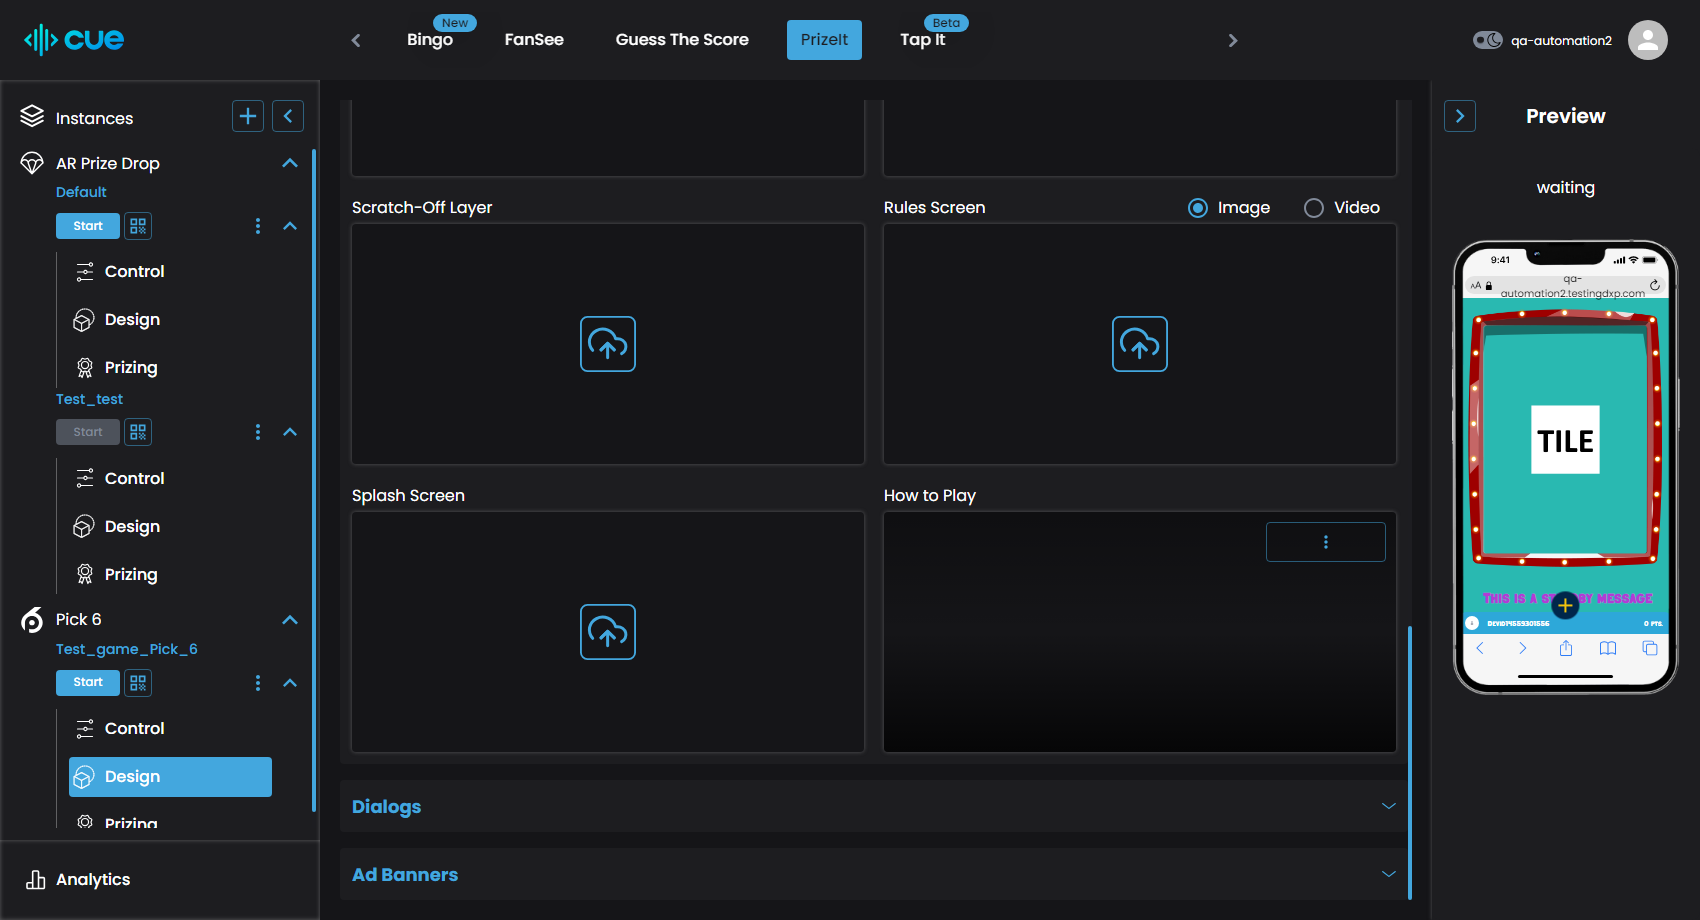 cue
New
Bingo
FanSee
Guess The Score
PrizeIt
Beta
Tap It
qa-automation2
Instances
AR Prize Drop
Default
Start
Control
Design
Prizing
Test_test
Start
Control
Design
Prizing
Pick 6
Test_game_Pick_6
Start
Control
Design
Prizing
Analytics
Scratch-Off Layer
Rules Screen
Image
Video
Splash Screen
How to Play
Dialogs
Ad Banners
Preview
waiting
9:41
AA
qa-
automation2.testingdxp.com
TILE
THIS IS A BY MESSAGE
0 PTS.